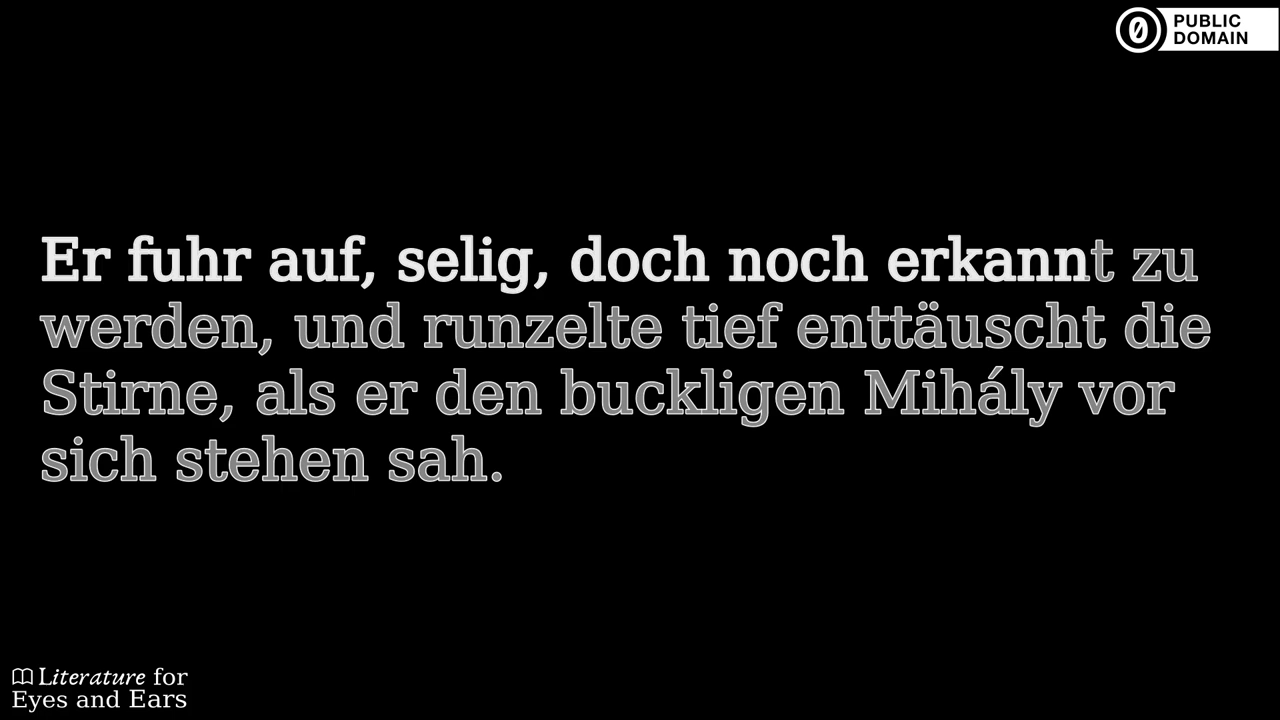 PUBLIC
DOMAIN
Er fuhr auf, selig, doch noch erkannt zu
werden, und runzelte tief enttäuscht die
Stirne, als er den buckligen Mihály vor
sich stehen sah.
Literature for
Eyes and Ears